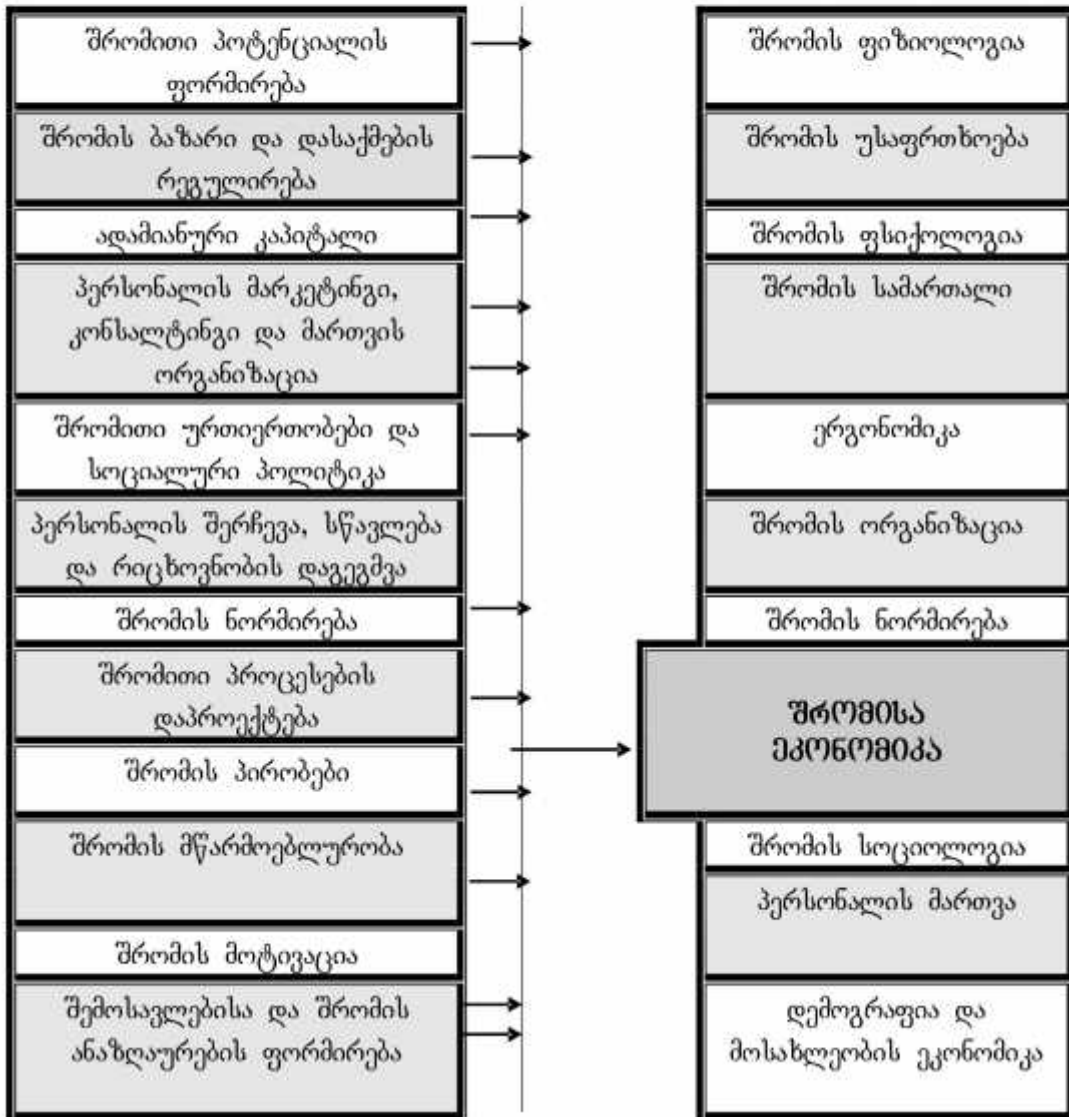 შრომითი პოტენციალის
ფორმირება
შრომის ბაზარი და დასაქმების
რეგულირება
ადამიანური კაპიტალი
პერსონალის მარკეტინგი,
კონსალტინგი და მართვის
ორგანიზაცია
შრომითი ურთიერთობები და
სოციალური პოლიტიკა
პერსონალის შერჩევა, სწავლება
და რიცხოვნობის დაგეგმვა
შრომის ნორმირება
შრომითი პროცესების
დაპროექტება
შრომის პირობები
შრომის მწარმოებლურობა
შრომის მოტივაცია
შემოსავლებისა და შრომის
ანაზღაურების ფორმირება
შრომის ფიზიოლოგია
შრომის უსაფრთხოება
შრომის ფსიქოლოგია
შრომის სამართალი
ერგონომიკა
შრომის ორგანიზაცია
შრომის ნორმირება
შრომისა
ეკონომიკა
შრომის სოციოლოგია
პერსონალის მართვა
დემოგრაფია და
მოსახლეობის ეკონომიკა